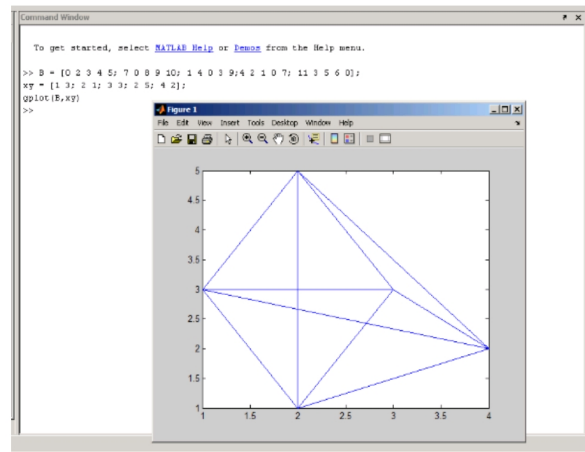 Command Window
To get started, select MATLAB Help or Demos from the Help menu.
>> B = [0 2 3 4 5; 7 0 8 9 10; 1 4 0 3 9;4 2 1 0 7; 11 3 5 6 0];
xy = [1 3; 2 1; 3 3; 2 5; 4 2];
gplot(B,xy)
>>
Figure 1
File Edit View Insert Tools Desktop Window Help
5
4.5
4
3.5
3
2.5
2
1.5
1
1 1.5 2 2.5 3 3.5 4